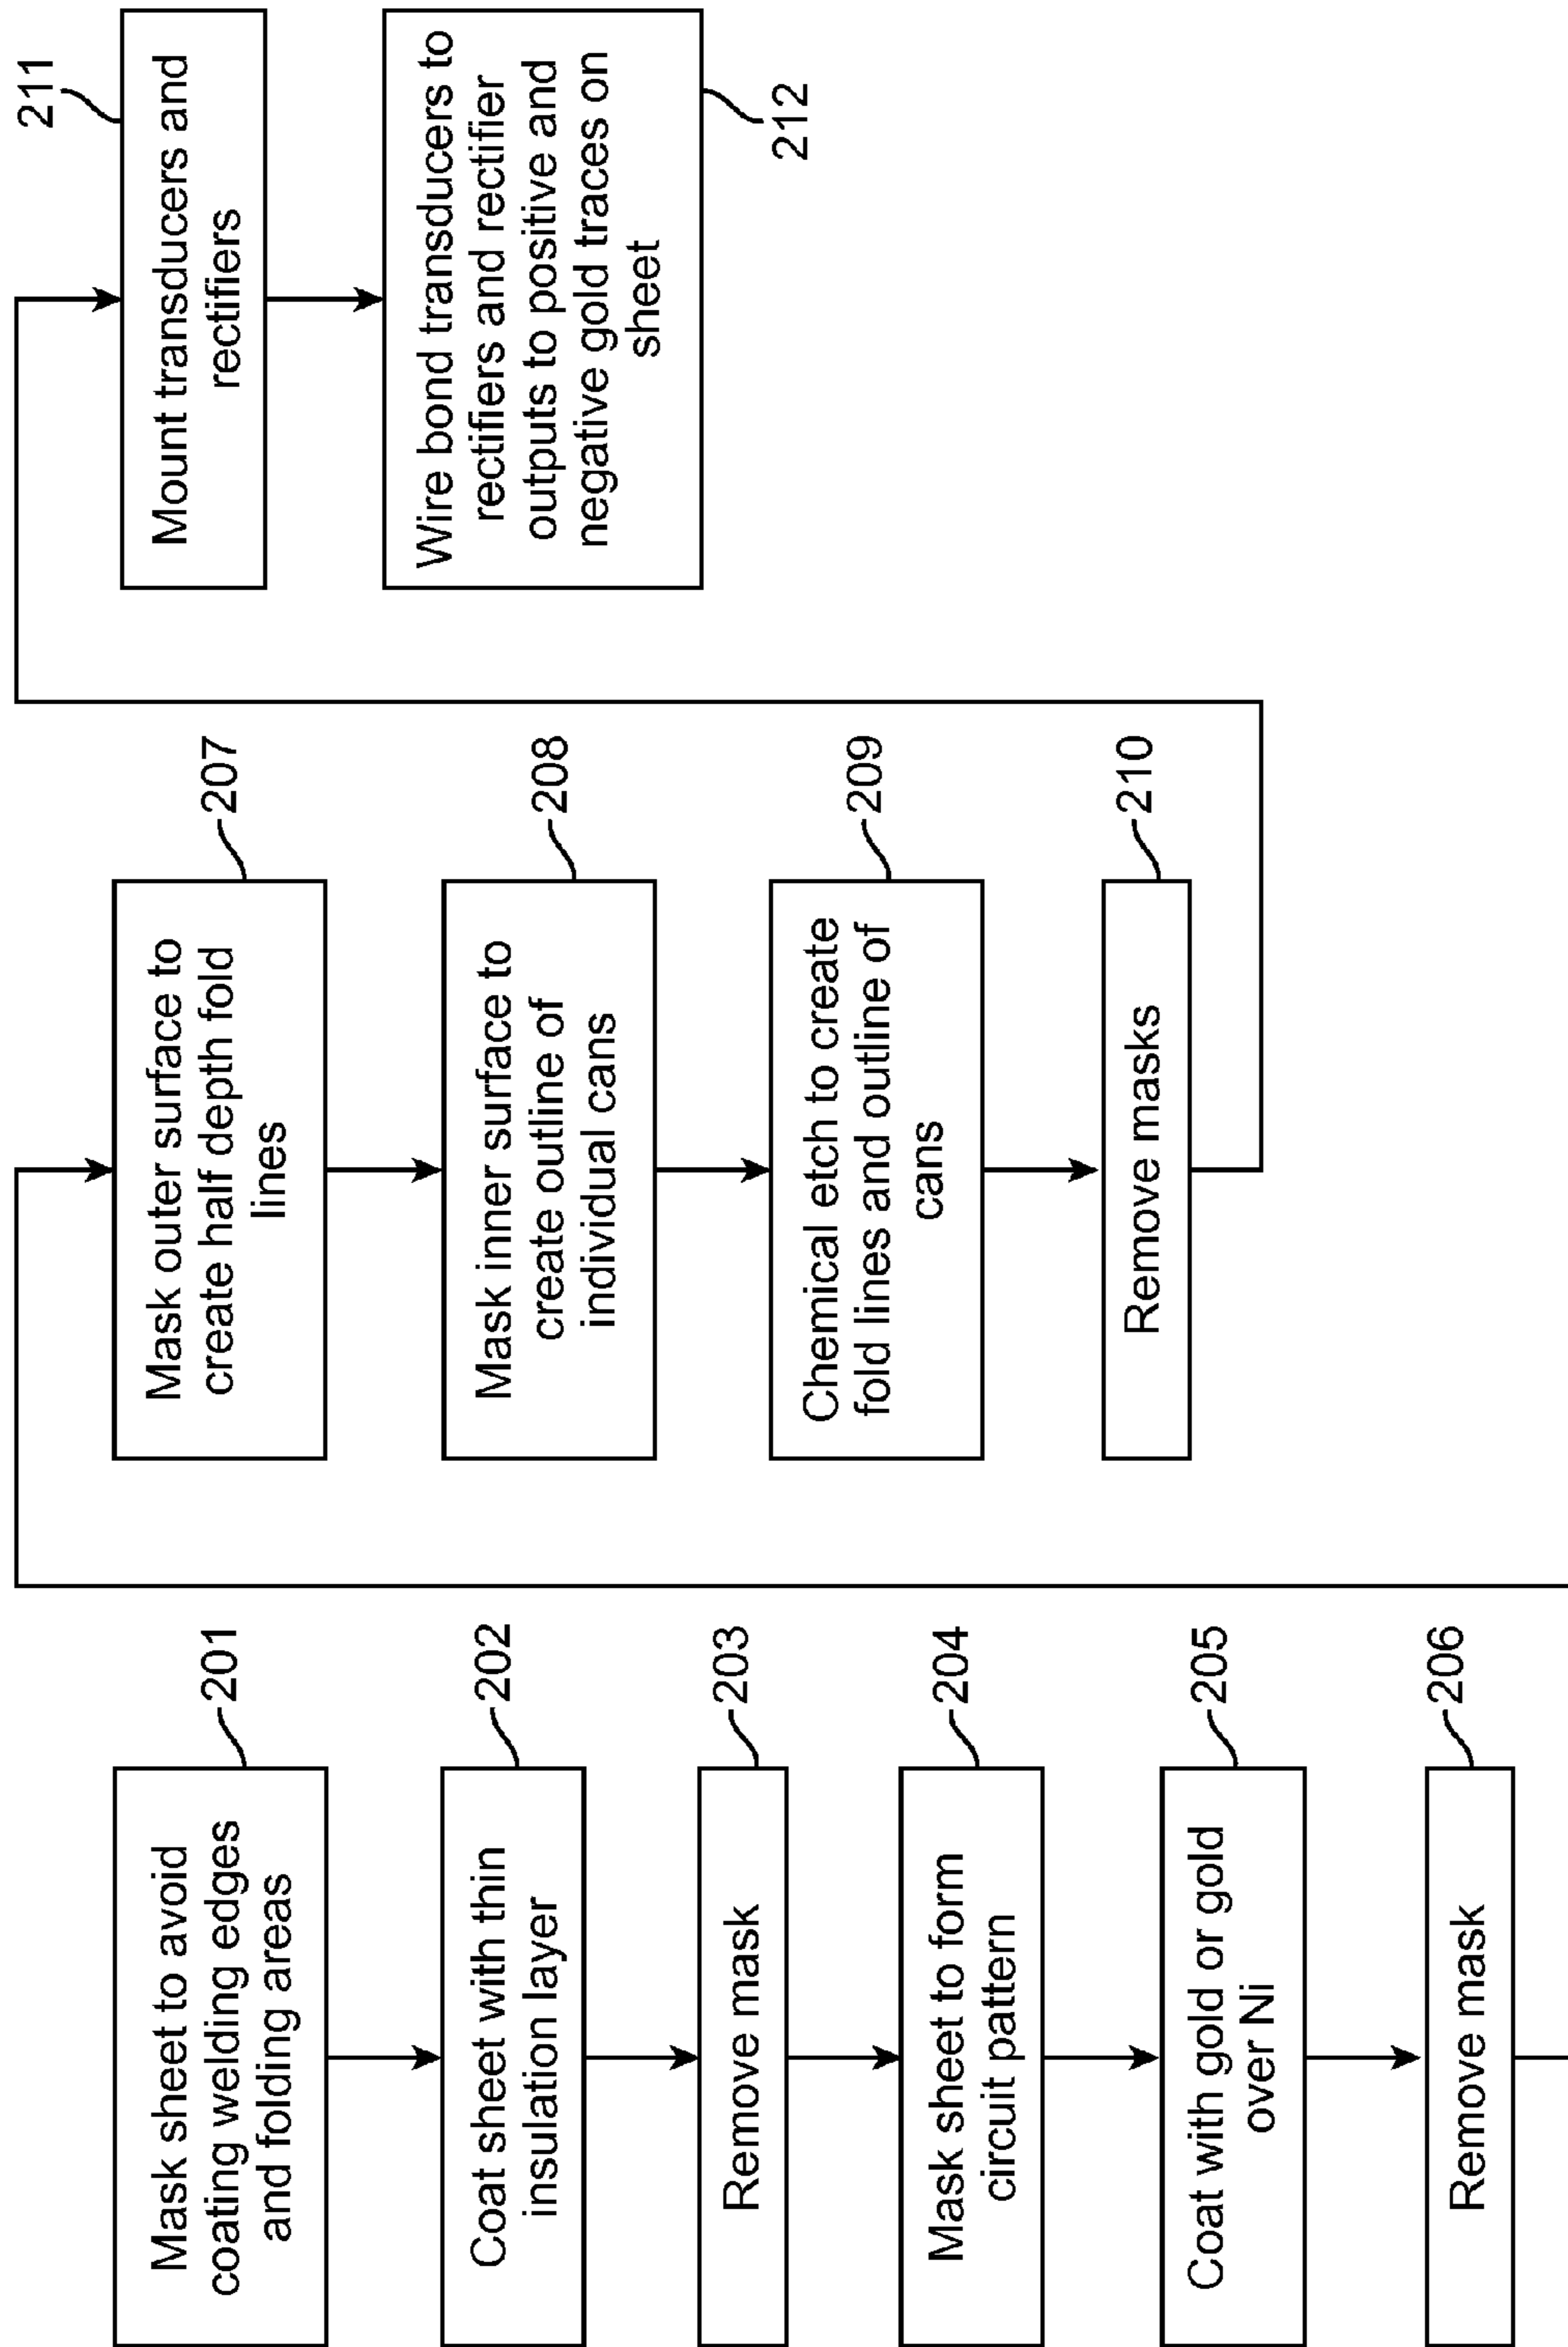 Mask sheet to avoid
coating welding edges
and folding areas
201
Coat sheet with thin
insulation layer
202
Remove mask
203
Mask sheet to form
circuit pattern
204
Coat with gold or gold
over Ni
205
Remove mask
206
Mask outer surface to
create half depth fold
lines
207
Mask inner surface to
create outline of
individual cans
208
Chemical etch to create
fold lines and outline of
cans
209
Remove masks
210
Mount transducers and
rectifiers
211
Wire bond transducers to
rectifiers and rectifier
outputs to positive and
negative gold traces on
sheet
212